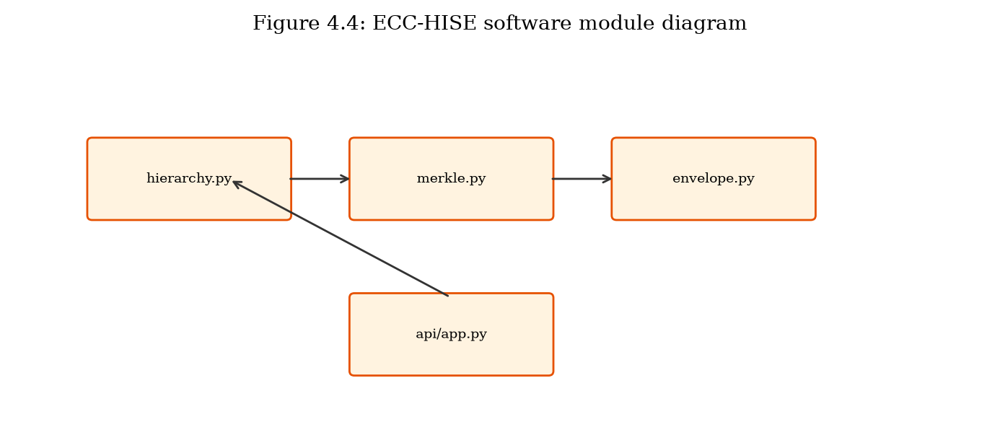 Figure 4.4: ECC-HISE software module diagram
hierarchy.py
merkle.py
envelope.py
api/app.py